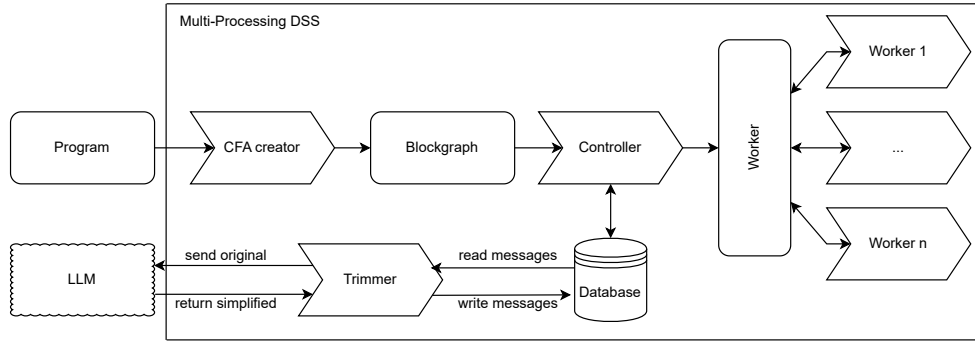 Multi-Processing DSS
Worker 1
Program
CFA creator
Blockgraph
Controller
Worker
...
send original
read messages
Worker n
LLM
Trimmer
Database
return simplified
write messages